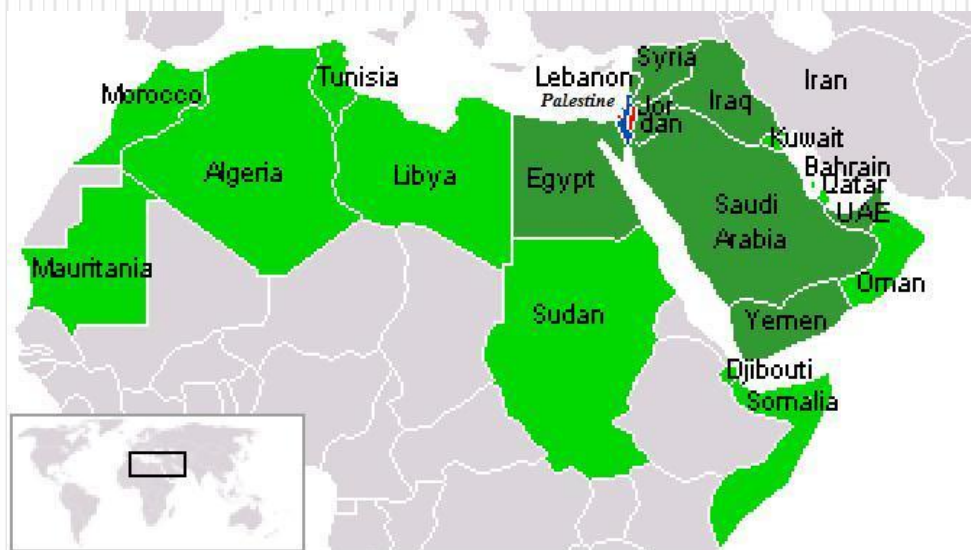 Morocco
Tunisia
Algeria
Libya
Egypt
Mauritania
Sudan
Lebanon
Palestine
Syria
Jor
dan
Iraq
Iran
Kuwait
Bahrain
Qatar
UAE
Saudi
Arabia
Oman
Yemen
Djibouti
Somalia